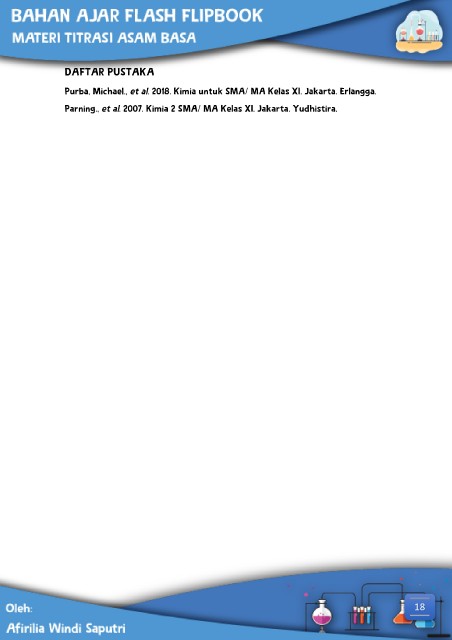 BAHAN AJAR FLASH FLIPBOOK
MATERI TITRASI ASAM BASA
DAFTAR PUSTAKA
Purba, Michael., et al. 2018. Kimia untuk SMA/ MA Kelas XI. Jakarta. Erlangga.
Parning., et al. 2007. Kimia 2 SMA/ MA Kelas XI. Jakarta. Yudhistira.
18
Oleh:
Afirilia Windi Saputri